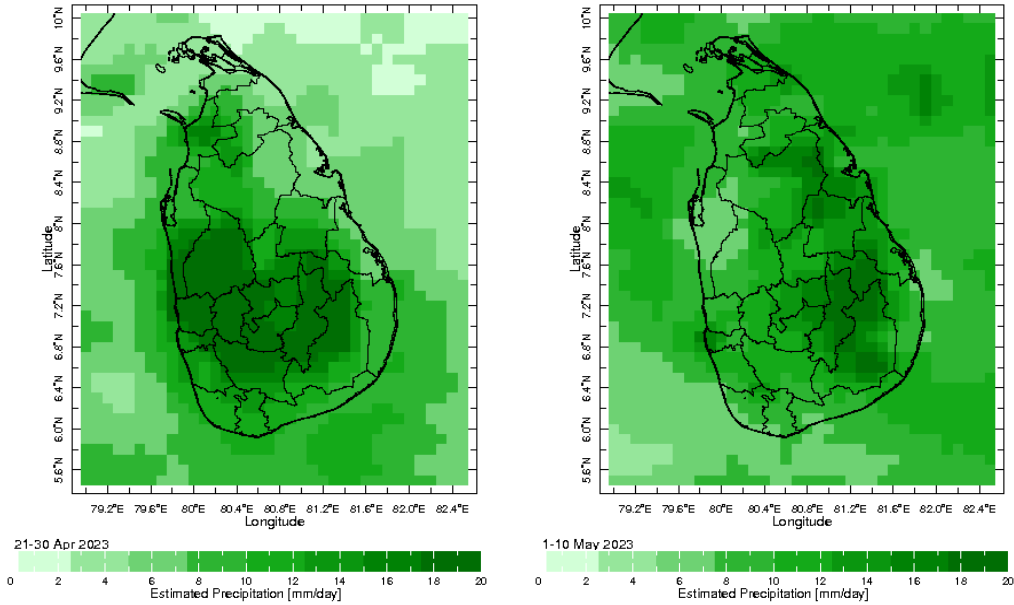 10°N
9.6°N
9.2°N
8.8°N
8.4°N
8°N
7.6°N
7.2°N
6.8°N
6.4°N
6.0°N
5.6°N
Latitude
79.2°E 79.6°E 80°E 80.4°E 80.8°E 81.2°E 81.6°E 82.0°E 82.4°E
Longitude
21-30 Apr 2023
0 2 4 6 8 10 12 14 16 18 20
Estimated Precipitation [mm/day]
10°N
9.6°N
9.2°N
8.8°N
8.4°N
8°N
7.6°N
7.2°N
6.8°N
6.4°N
6.0°N
5.6°N
Latitude
79.2°E 79.6°E 80°E 80.4°E 80.8°E 81.2°E 81.6°E 82.0°E 82.4°E
Longitude
1-10 May 2023
0 2 4 6 8 10 12 14 16 18 20
Estimated Precipitation [mm/day]